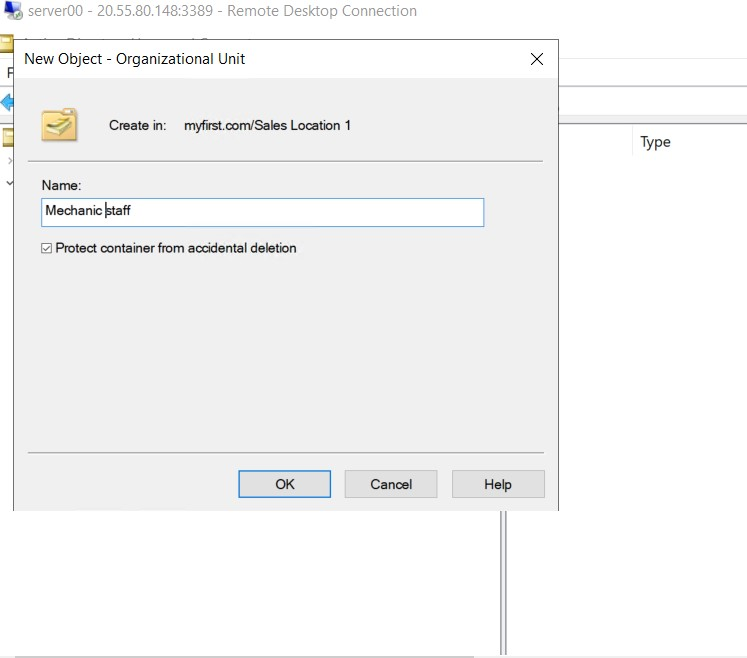 server00 - 20.55.80.148:3389 - Remote Desktop Connection
New Object - Organizational Unit
Create in: myfirst.com/Sales Location 1
Type
Name:
Mechanic staff
Protect container from accidental deletion
OK Cancel Help